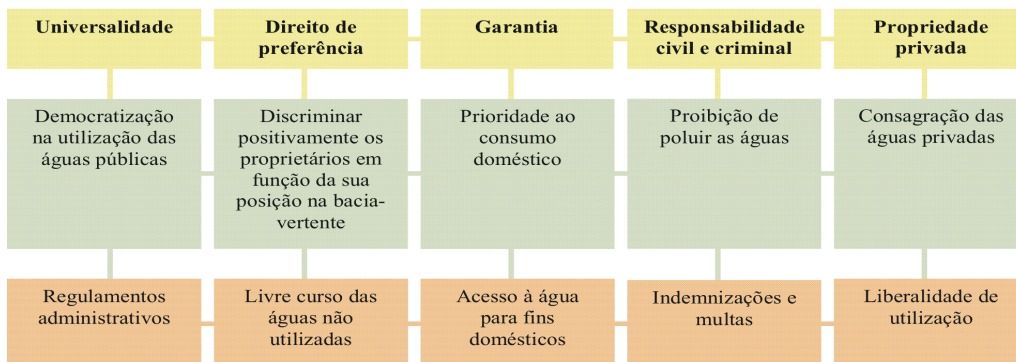 Universalidade
Direito de
preferência
Garantia
Responsabilidade
civil e criminal
Propriedade
privada
Democratização
na utilização das
águas públicas
Discriminar
positivamente os
proprietários em
função da sua
posição na bacia-
vertente
Prioridade ao
consumo
doméstico
Proibição de
poluir as águas
Consagração das
águas privadas
Regulamentos
administrativos
Livre curso das
águas não
utilizadas
Acesso à água
para fins
domésticos
Indemnizações e
multas
Liberalidade de
utilização